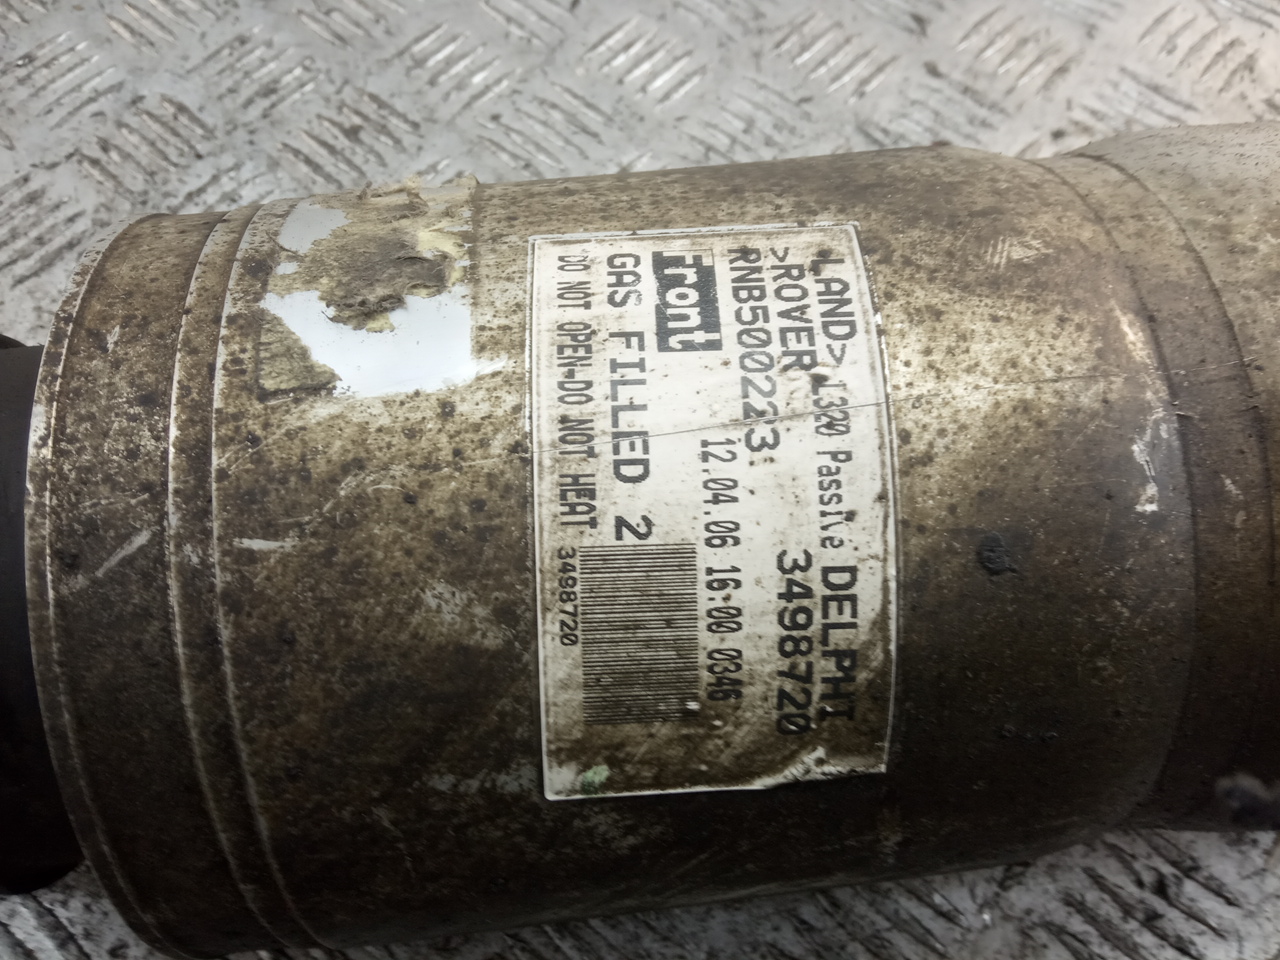 <LAND> L320 Passive DELPHI
>ROVER 3498720
RNB500223
12.04.06 16:00 0346
front
GAS FILLED 2
DO NOT OPEN-DO NOT HEAT 3498720